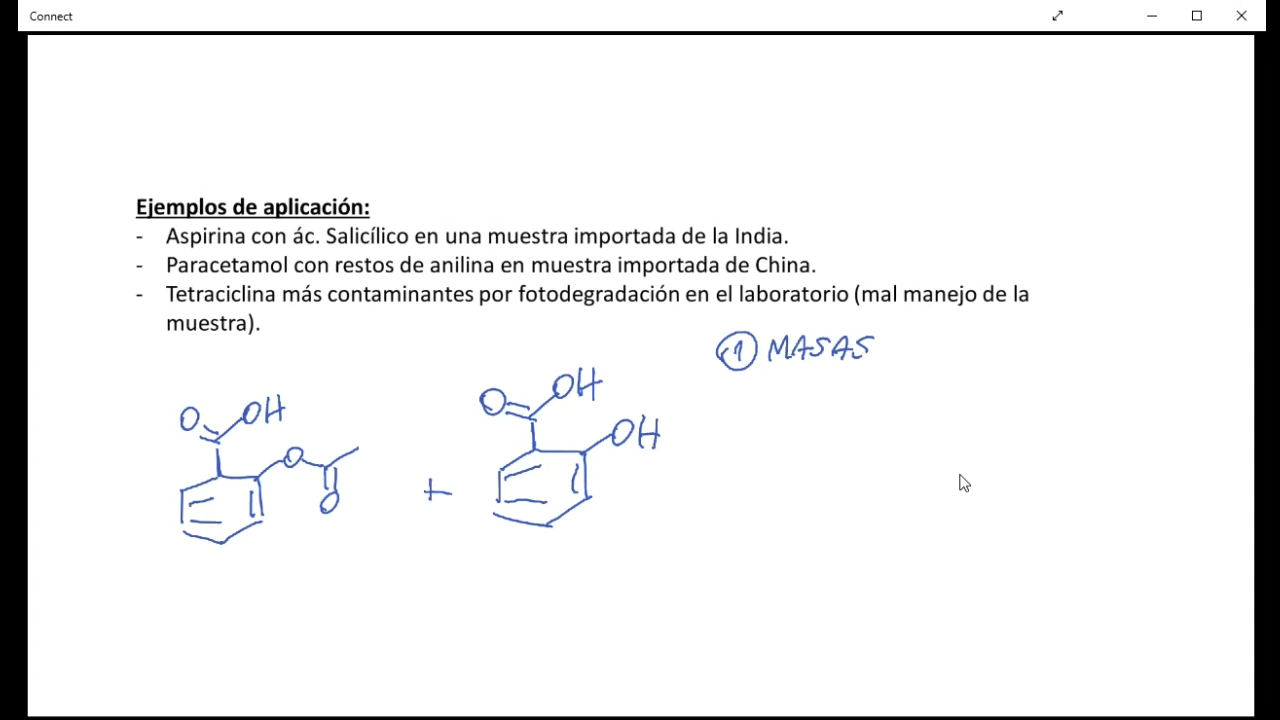 Connect
Ejemplos de aplicación:
- Aspirina con ác. Salicílico en una muestra importada de la India.
- Paracetamol con restos de anilina en muestra importada de China.
- Tetraciclina más contaminantes por fotodegradación en el laboratorio (mal manejo de la
muestra).
1 MASAS
O OH
O OH
O
OH
O
+